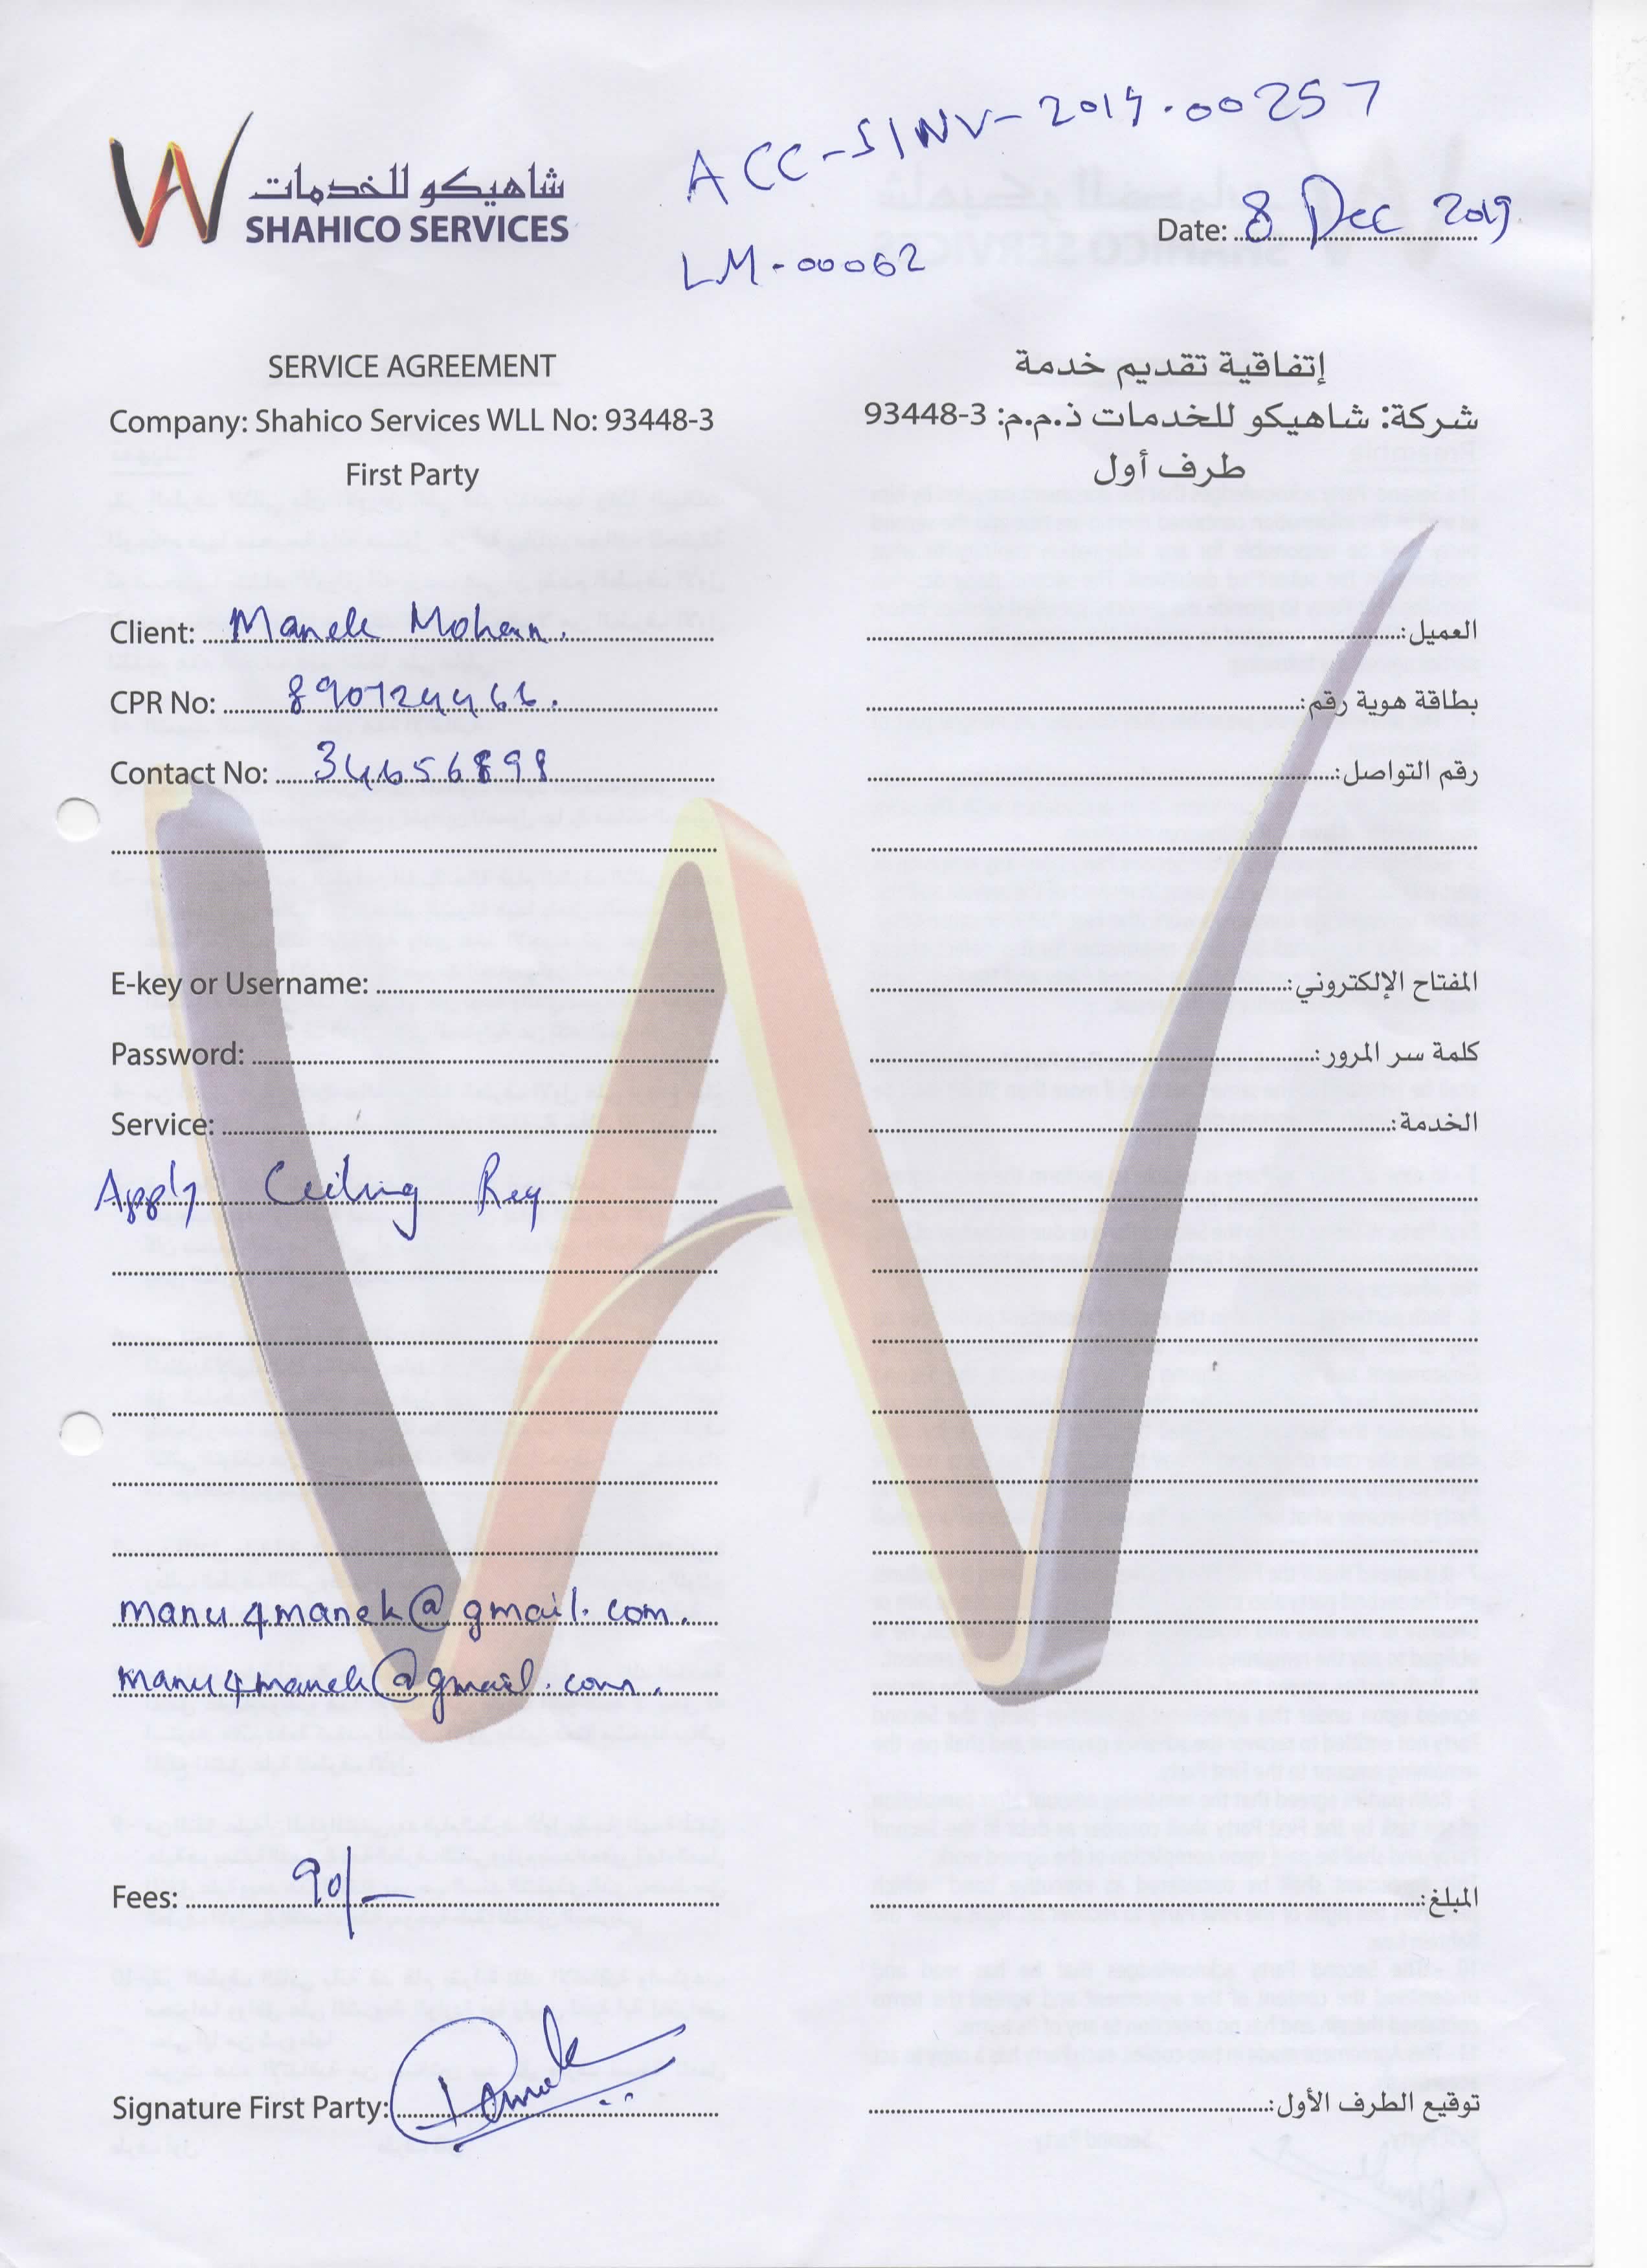 ACC-SINV-2019-00257
شاهيكو للخدمات
SHAHICO SERVICES
Date: 8 Dec 2019
LM-00062
SERVICE AGREEMENT
Company: Shahico Services WLL No: 93448-3
First Party
إتفاقية تقديم خدمة
شركة: شاهيكو للخدمات ذ.م.م: 3-93448
طرف أول
Client: Manek Mohan.
العميل:
CPR No: 890724466.
بطاقة هوية رقم:
Contact No: 34656899
رقم التواصل:
E-key or Username:
المفتاح الإلكتروني:
Password:
كلمة سر المرور:
Service:
الخدمة:
Apply Ceiling Req
manu4manek@gmail.com.
manu4manek@gmail.com.
Fees: 90/-
المبلغ:
Signature First Party:
توقيع الطرف الأول: